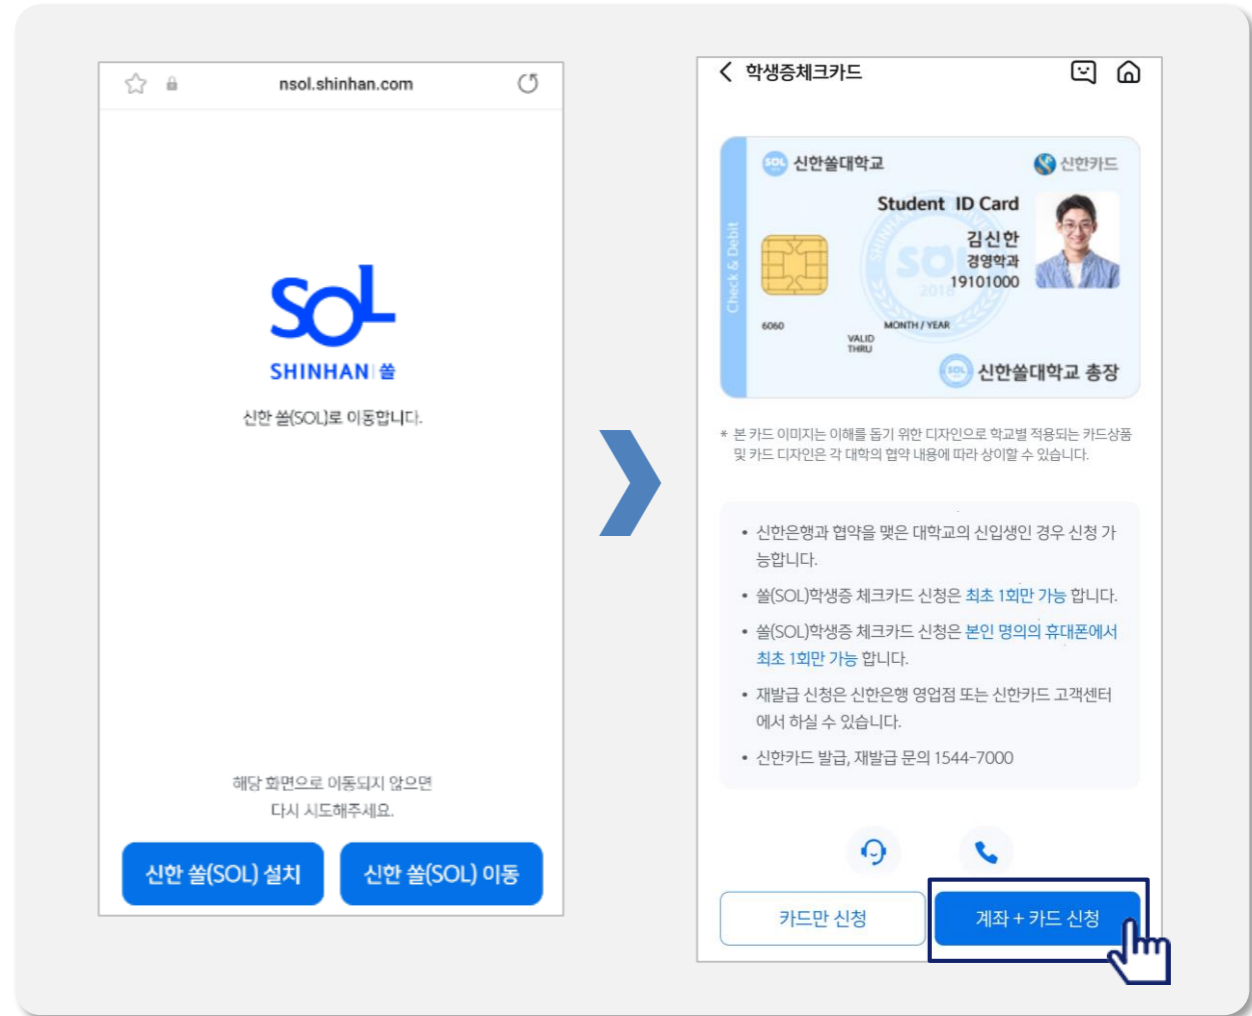 nsol.shinhan.com
SOL
SHINHAN 쏠
신한 쏠(SOL)로 이동합니다.
해당 화면으로 이동되지 않으면
다시 시도해주세요.
신한 쏠(SOL) 설치
신한 쏠(SOL) 이동
학생증체크카드
SOL 신한쏠대학교
신한카드
Check & Debit
Student ID Card
김신한
경영학과
19101000
SOL
2018
6060
MONTH / YEAR
VALID
THRU
SOL 신한쏠대학교 총장
* 본 카드 이미지는 이해를 돕기 위한 디자인으로 학교별 적용되는 카드상품
및 카드 디자인은 각 대학의 협약 내용에 따라 상이할 수 있습니다.
• 신한은행과 협약을 맺은 대학교의 신입생인 경우 신청 가
능합니다.
• 쏠(SOL)학생증 체크카드 신청은 최초 1회만 가능 합니다.
• 쏠(SOL)학생증 체크카드 신청은 본인 명의의 휴대폰에서
최초 1회만 가능 합니다.
• 재발급 신청은 신한은행 영업점 또는 신한카드 고객센터
에서 하실 수 있습니다.
• 신한카드 발급, 재발급 문의 1544-7000
카드만 신청
계좌 + 카드 신청